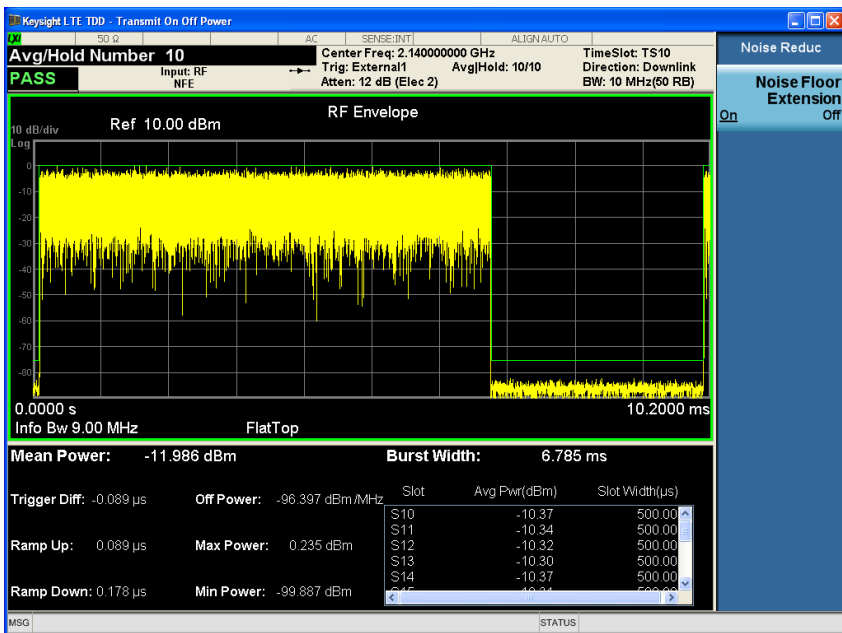 Keysight LTE TDD - Transmit On Off Power
LXI 50 Ω AC SENSE:INT ALIGN AUTO
Avg/Hold Number 10
Center Freq: 2.140000000 GHz
TimeSlot: TS10
Trig: External1 Avg|Hold: 10/10
Direction: Downlink
PASS
Input: RF
NFE
Atten: 12 dB (Elec 2)
BW: 10 MHz(50 RB)
Noise Reduc
Noise Floor
Extension
On Off
RF Envelope
10 dB/div Ref 10.00 dBm
Log
0
-10
-20
-30
-40
-50
-60
-70
-80
0.0000 s 10.2000 ms
Info Bw 9.00 MHz FlatTop
Mean Power: -11.986 dBm Burst Width: 6.785 ms
Trigger Diff: -0.089 µs Off Power: -96.397 dBm/MHz
Ramp Up: 0.089 µs Max Power: 0.235 dBm
Ramp Down: 0.178 µs Min Power: -99.887 dBm
Slot Avg Pwr(dBm) Slot Width(µs)
S10 -10.37 500.00
S11 -10.34 500.00
S12 -10.32 500.00
S13 -10.30 500.00
S14 -10.37 500.00
MSG STATUS